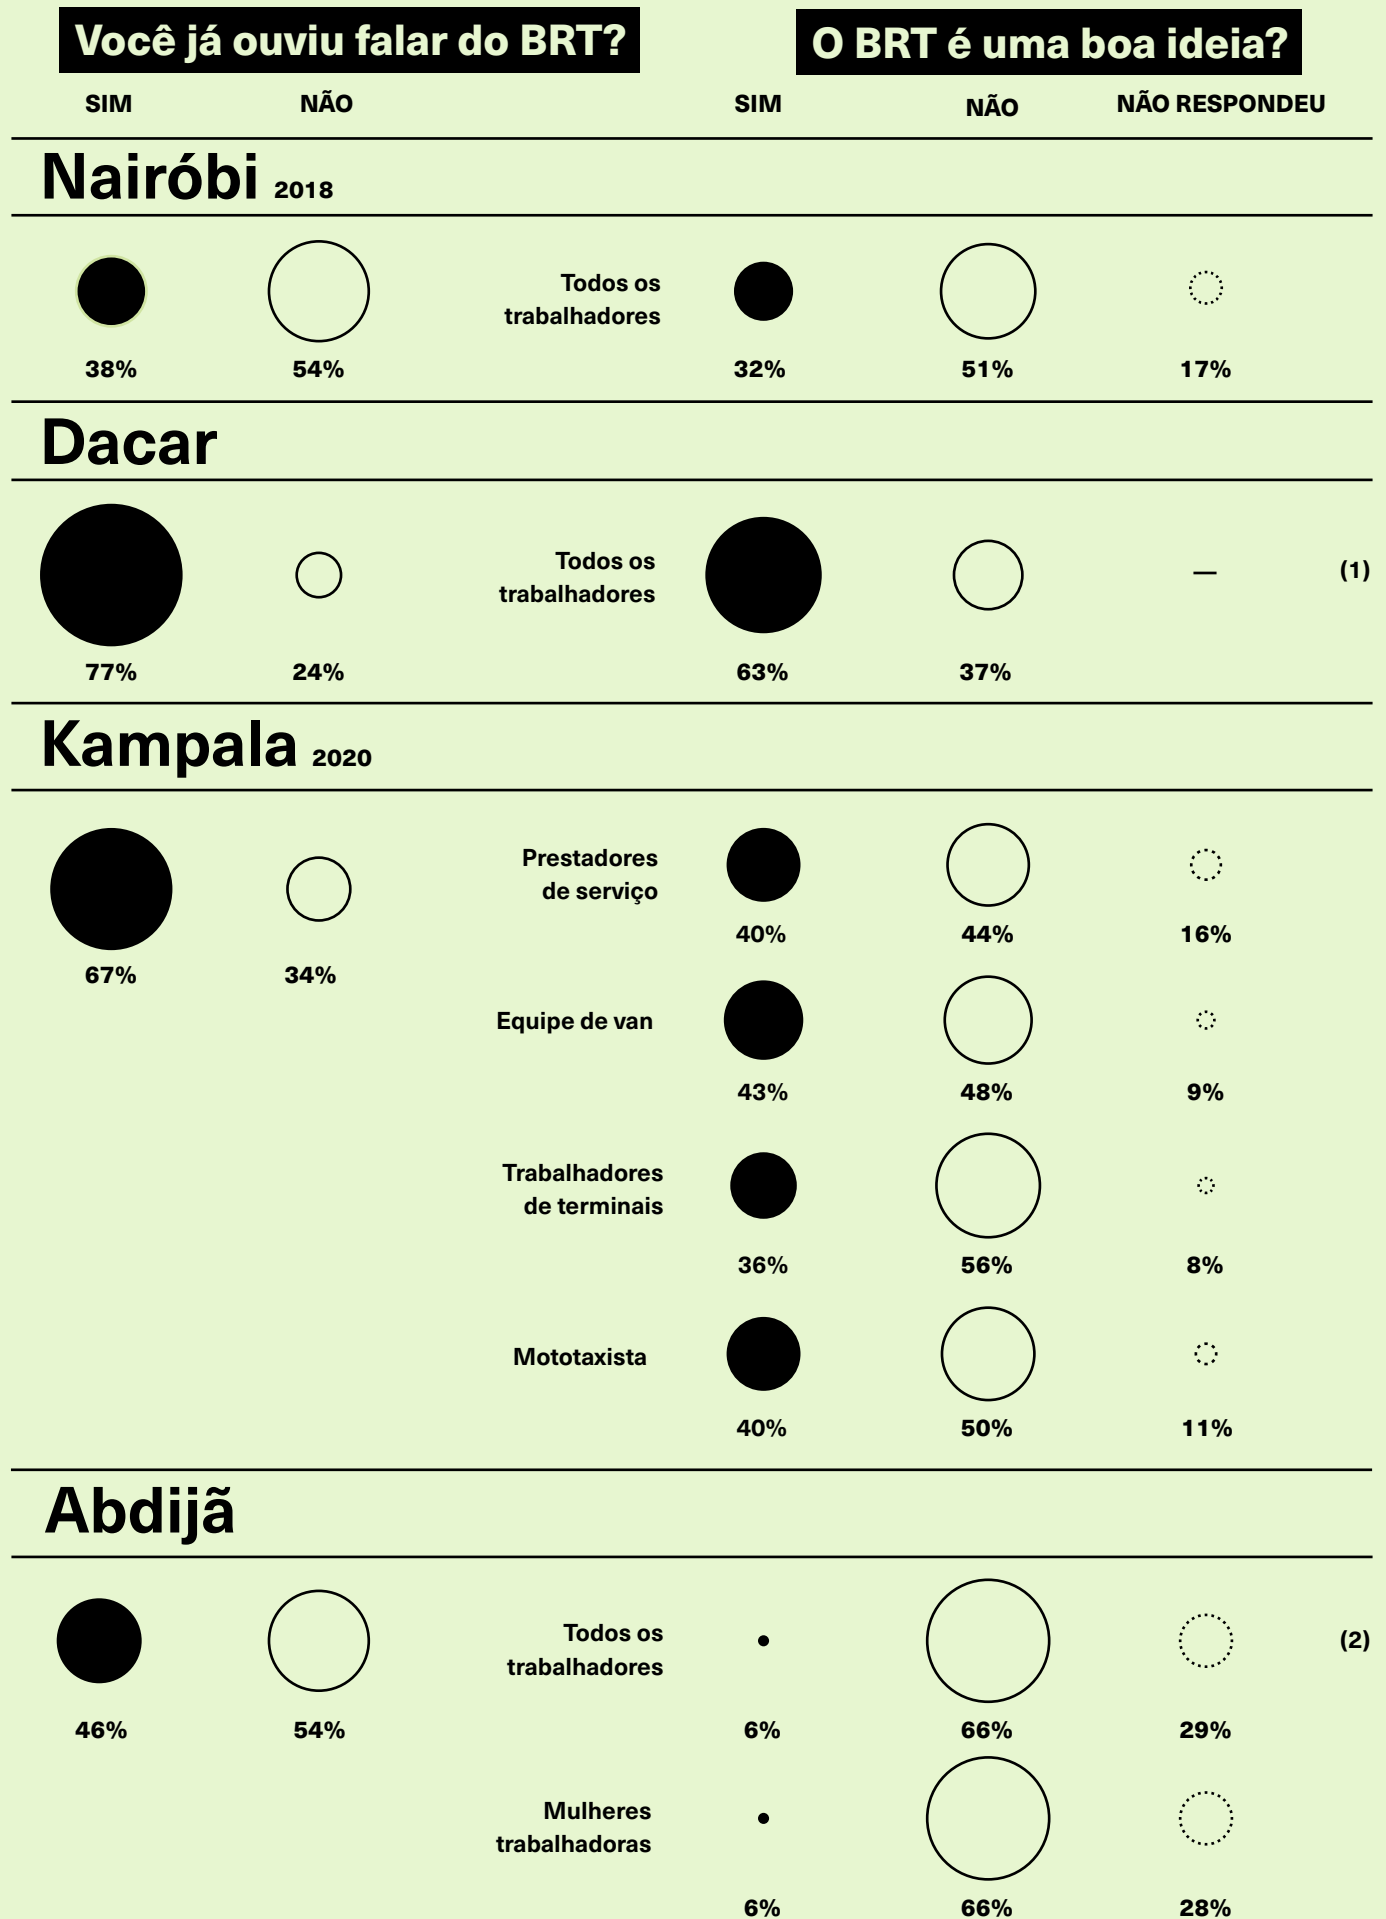 Você já ouviu falar do BRT?
O BRT é uma boa ideia?
SIM NÃO SIM NÃO NÃO RESPONDEU
Nairóbi 2018
Todos os
trabalhadores
38% 54% 32% 51% 17%
Dacar
Todos os
trabalhadores
— (1)
77% 24% 63% 37%
Kampala 2020
Prestadores
de serviço
40% 44% 16%
67% 34%
Equipe de van
43% 48% 9%
Trabalhadores
de terminais
36% 56% 8%
Mototaxista
40% 50% 11%
Abdijã
Todos os
trabalhadores
(2)
46% 54% 6% 66% 29%
Mulheres
trabalhadoras
6% 66% 28%